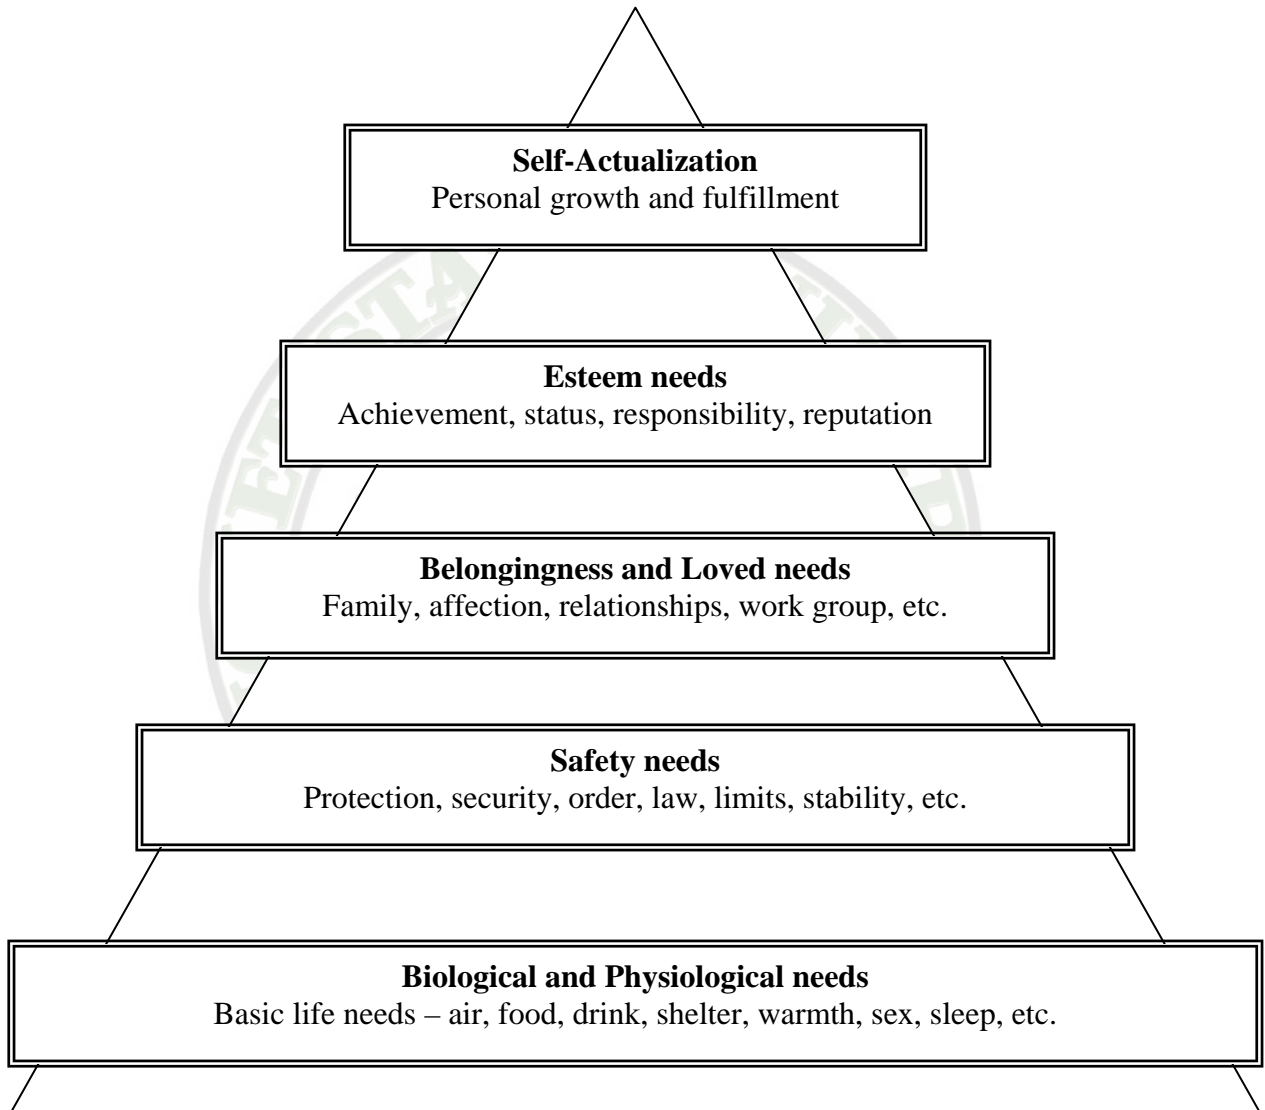 Self-Actualization
Personal growth and fulfillment
Esteem needs
Achievement, status, responsibility, reputation
Belongingness and Loved needs
Family, affection, relationships, work group, etc.
Safety needs
Protection, security, order, law, limits, stability, etc.
Biological and Physiological needs
Basic life needs – air, food, drink, shelter, warmth, sex, sleep, etc.